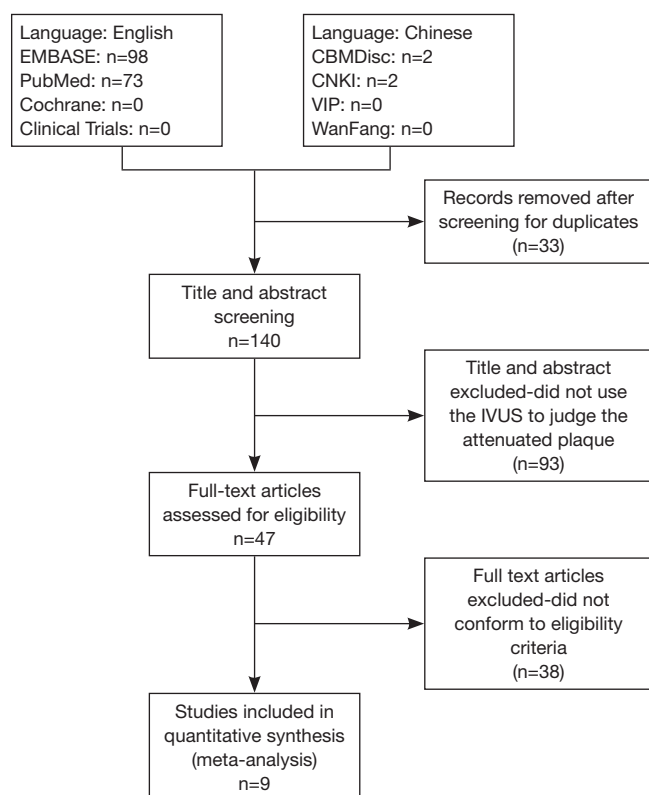 Language: English
EMBASE: n=98
PubMed: n=73
Cochrane: n=0
Clinical Trials: n=0
Language: Chinese
CBMDisc: n=2
CNKI: n=2
VIP: n=0
WanFang: n=0
Records removed after
screening for duplicates
(n=33)
Title and abstract
screening
n=140
Title and abstract
excluded-did not use
the IVUS to judge the
attenuated plaque
(n=93)
Full-text articles
assessed for eligibility
n=47
Full text articles
excluded-did not
conform to eligibility
criteria
(n=38)
Studies included in
quantitative synthesis
(meta-analysis)
n=9